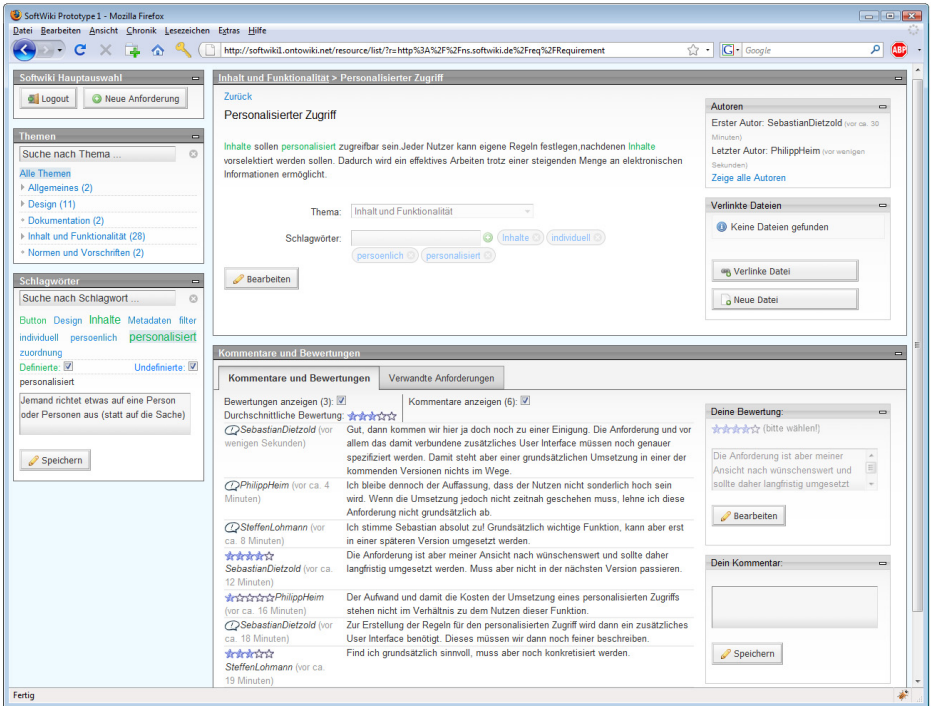 SoftWiki Prototype 1 - Mozilla Firefox
Datei Bearbeiten Ansicht Chronik Lesezeichen Extras Hilfe
http://softwiki1.ontowiki.net/resource/list/?r=http%3A%2F%2Fns.softwiki.de%2Freq%2FRequirement
G Google
ABP
Softwiki Hauptauswahl
Logout
Neue Anforderung
Themen
Suche nach Thema ...
Alle Themen
Allgemeines (2)
Design (11)
Dokumentation (2)
Inhalt und Funktionalität (28)
Normen und Vorschriften (2)
Schlagwörter
Suche nach Schlagwort ...
Button Design Inhalte Metadaten filter
individuell persoenlich personalisiert
zuordnung
Definierte: Undefinierte:
personalisiert
Jemand richtet etwas auf eine Person
oder Personen aus (statt auf die Sache)
Speichern
Inhalt und Funktionalität > Personalisierter Zugriff
Zurück
Personalisierter Zugriff
Inhalte sollen personalisiert zugreifbar sein.Jeder Nutzer kann eigene Regeln festlegen,nachdenen Inhalte
vorselektiert werden sollen. Dadurch wird ein effektives Arbeiten trotz einer steigenden Menge an elektronischen
Informationen ermöglicht.
Thema: Inhalt und Funktionalität
Schlagwörter: Inhalte individuell
persoenlich personalisiert
Bearbeiten
Autoren
Erster Autor: SebastianDietzold (vor ca. 30
Minuten)
Letzter Autor: PhilippHeim (vor wenigen
Sekunden)
Zeige alle Autoren
Verlinkte Dateien
Keine Dateien gefunden
Verlinke Datei
Neue Datei
Kommentare und Bewertungen
Kommentare und Bewertungen
Verwandte Anforderungen
Bewertungen anzeigen (3): Kommentare anzeigen (6):
Durchschnittliche Bewertung:
SebastianDietzold (vor Gut, dann kommen wir hier ja doch noch zu einer Einigung. Die Anforderung und vor
wenigen Sekunden) allem das damit verbundene zusätzliches User Interface müssen noch genauer
spezifiziert werden. Damit steht aber einer grundsätzlichen Umsetzung in einer der
kommenden Versionen nichts im Wege.
PhilippHeim (vor ca. 4 Ich bleibe dennoch der Auffassung, dass der Nutzen nicht sonderlich hoch sein
Minuten) wird. Wenn die Umsetzung jedoch nicht zeitnah geschehen muss, lehne ich diese
Anforderung nicht grundsätzlich ab.
SteffenLohmann (vor Ich stimme Sebastian absolut zu! Grundsätzlich wichtige Funktion, kann aber erst
ca. 8 Minuten) in einer späteren Version umgesetzt werden.
Die Anforderung ist aber meiner Ansicht nach wünschenswert und sollte daher
SebastianDietzold (vor ca. langfristig umgesetzt werden. Muss aber nicht in der nächsten Version passieren.
12 Minuten)
PhilippHeim Der Aufwand und damit die Kosten der Umsetzung eines personalisierten Zugriffs
(vor ca. 16 Minuten) stehen nicht im Verhältnis zu dem Nutzen dieser Funktion.
SebastianDietzold (vor Zur Erstellung der Regeln für den personalisierten Zugriff wird dann ein zusätzliches
ca. 18 Minuten) User Interface benötigt. Dieses müssen wir dann noch feiner beschreiben.
Find ich grundsätzlich sinnvoll, muss aber noch konkretisiert werden.
SteffenLohmann (vor ca.
19 Minuten)
Deine Bewertung:
(bitte wählen!)
Die Anforderung ist aber meiner
Ansicht nach wünschenswert und
sollte daher langfristig umgesetzt
Bearbeiten
Dein Kommentar:
Speichern
Fertig